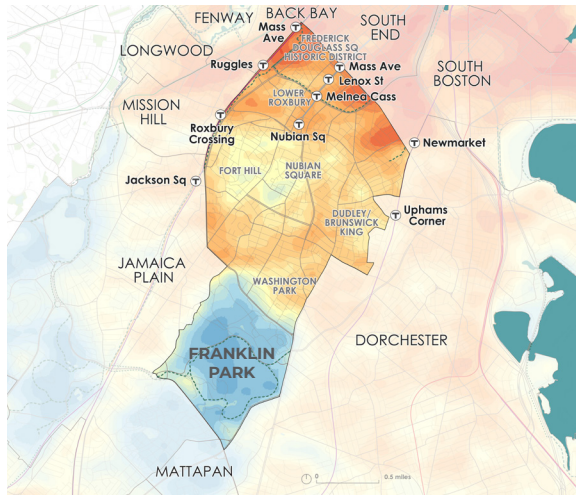 FENWAY
BACK BAY
SOUTH
END
Mass
Ave
FREDERICK
DOUGLASS SQ
HISTORIC DISTRICT
LONGWOOD
Ruggles
Mass Ave
SOUTH
BOSTON
Lenox St
LOWER
ROXBURY
Melnea Cass
MISSION
HILL
Roxbury
Crossing
Nubian Sq
Newmarket
FORT HILL
NUBIAN
SQUARE
Jackson Sq
DUDLEY/
BRUNSWICK
KING
Uphams
Corner
JAMAICA
PLAIN
WASHINGTON
PARK
FRANKLIN
PARK
DORCHESTER
MATTAPAN
0 0.5 miles
T
T
T
T
T
T
T
T
T
T